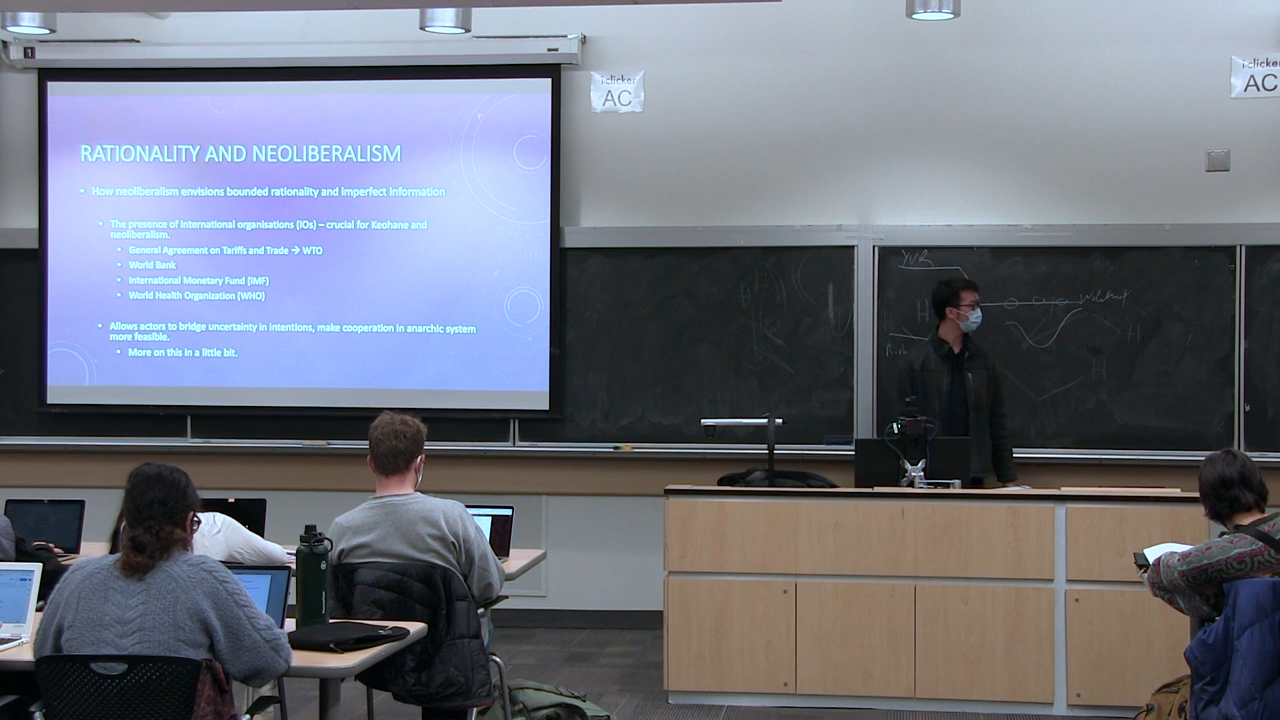 RATIONALITY AND NEOLIBERALISM
• How neoliberalism envisions bounded rationality and imperfect information
• The presence of international organisations (IOs) – crucial for Keohane and
neoliberalism.
• General Agreement on Tariffs and Trade → WTO
• World Bank
• International Monetary Fund (IMF)
• World Health Organization (WHO)
• Allows actors to bridge uncertainty in intentions, make cooperation in anarchic system
more feasible.
• More on this in a little bit.
iclicker
AC
iclicker
AC
YVR
H
H
H